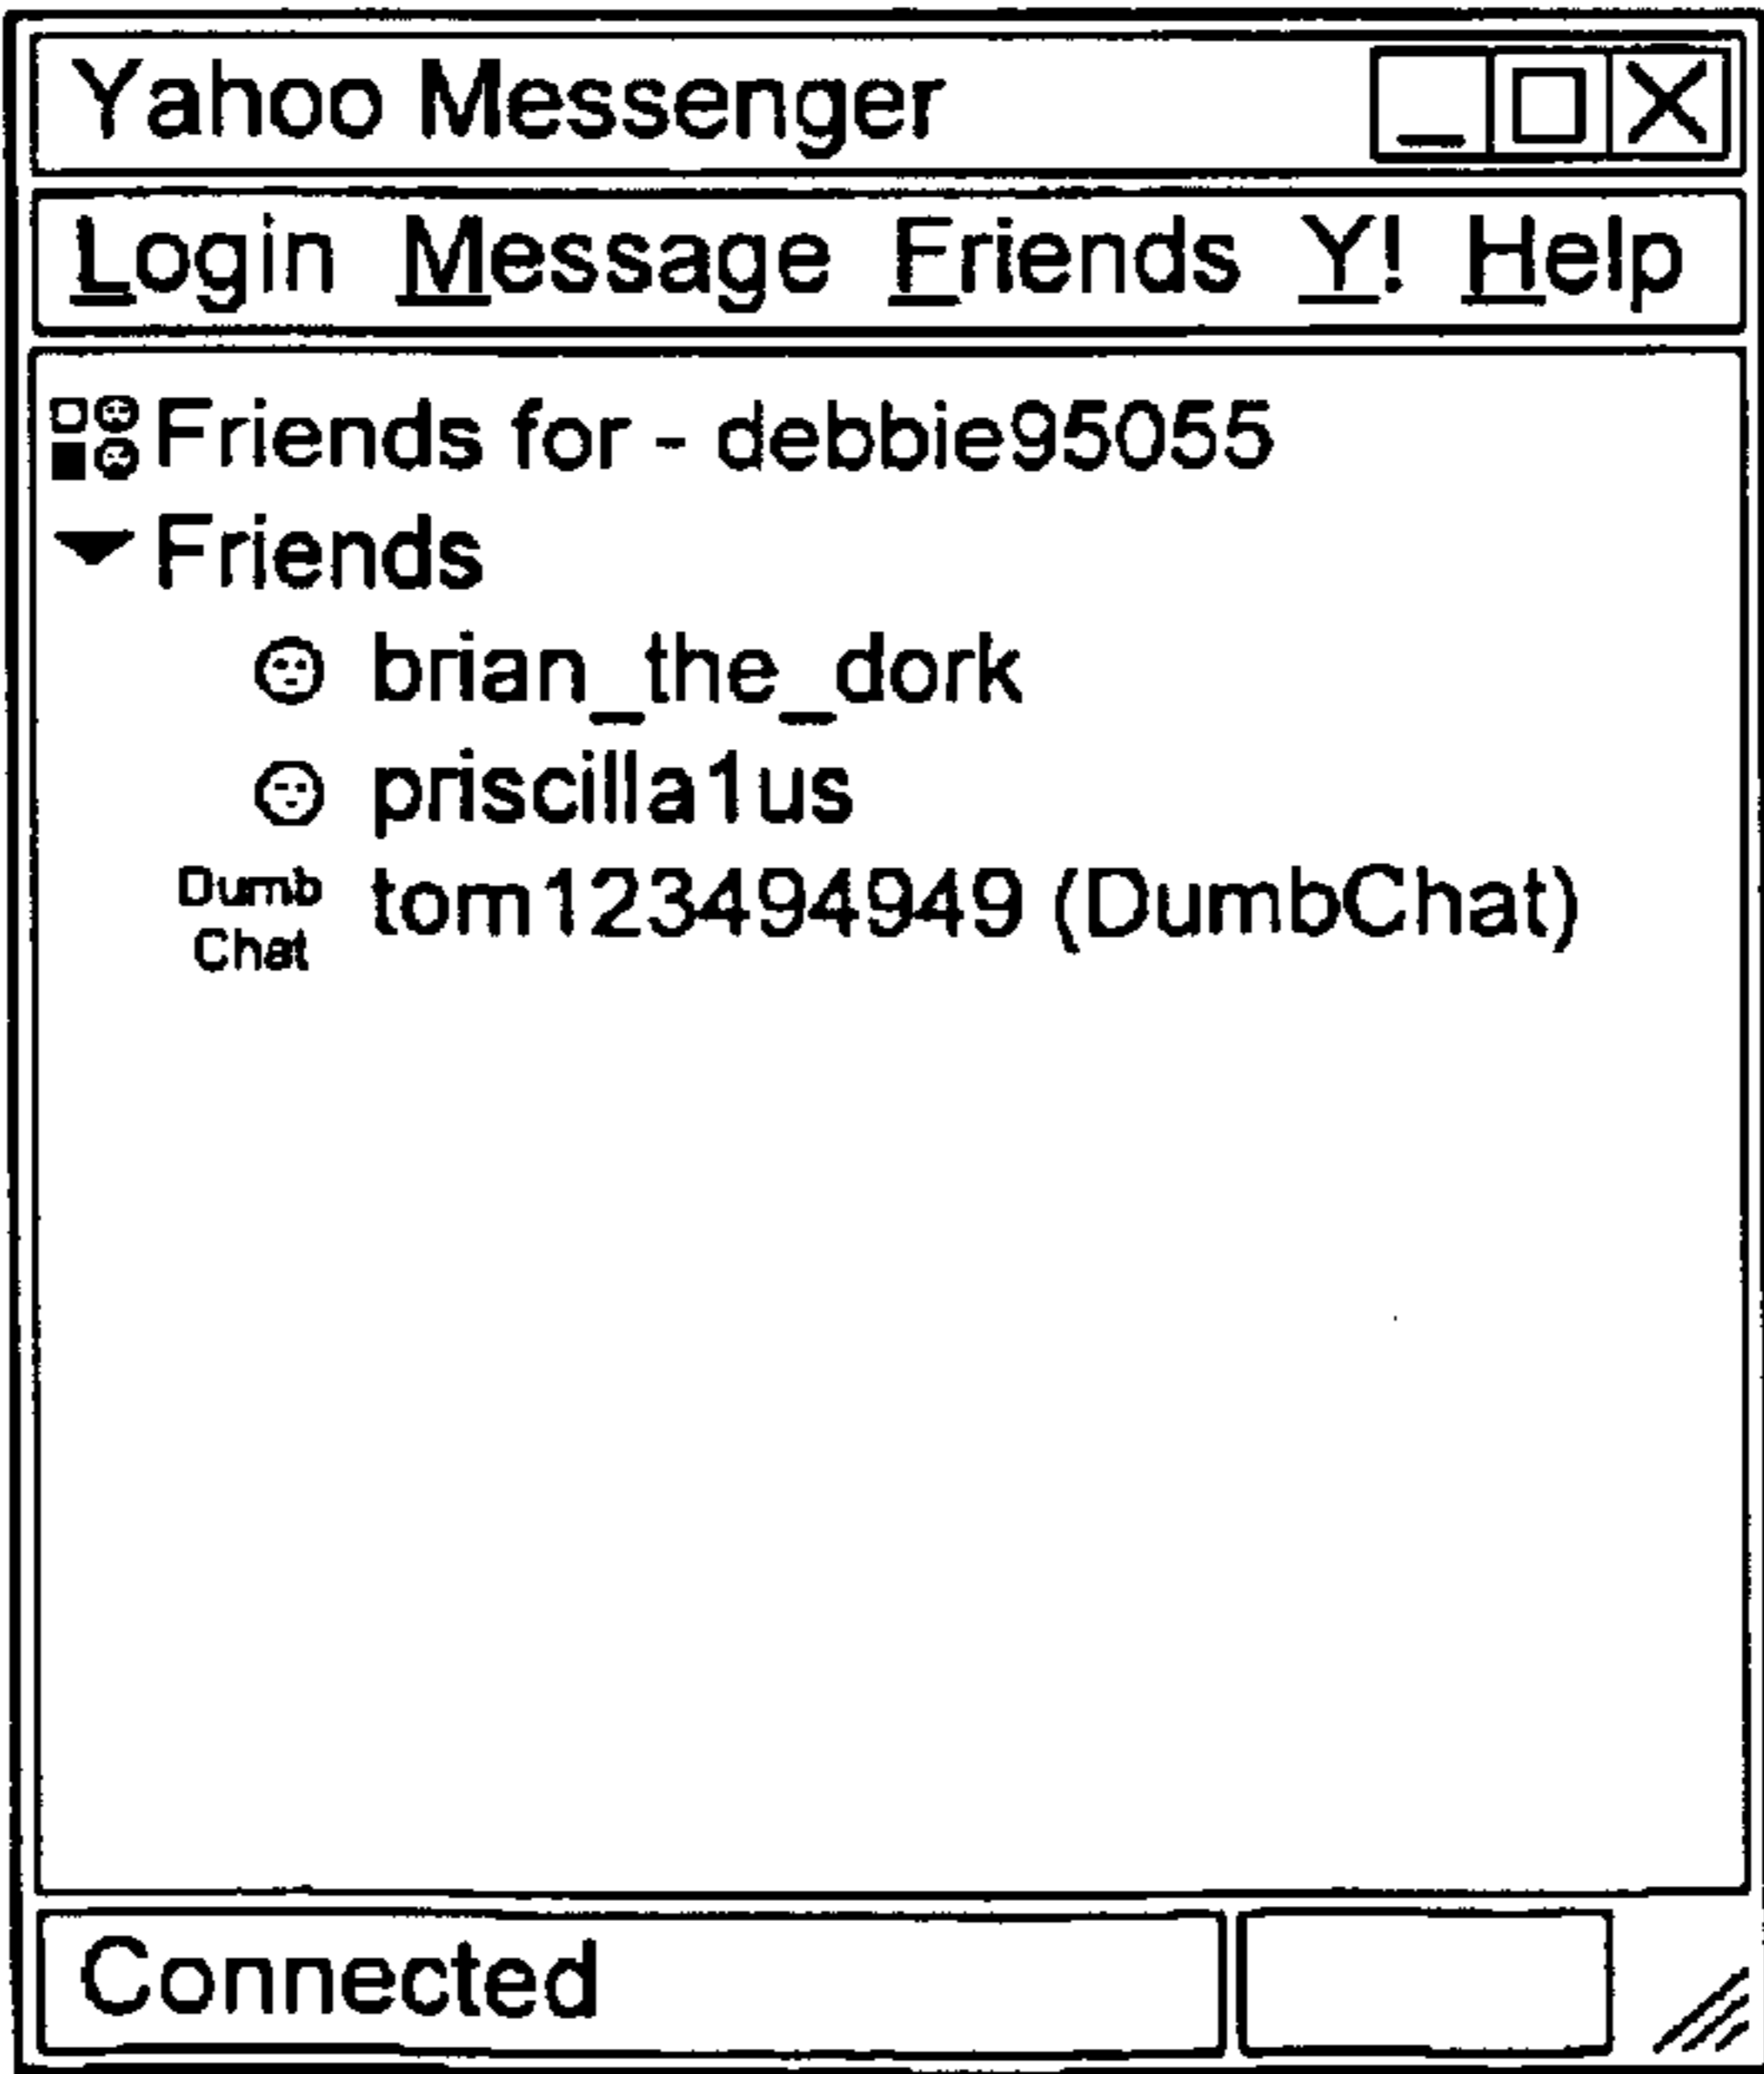 Yahoo Messenger
Login Message Friends Y! Help
Friends for - debbie95055
Friends
brian_the_dork
priscilla1us
Dumb Chat tom123494949 (DumbChat)
Connected